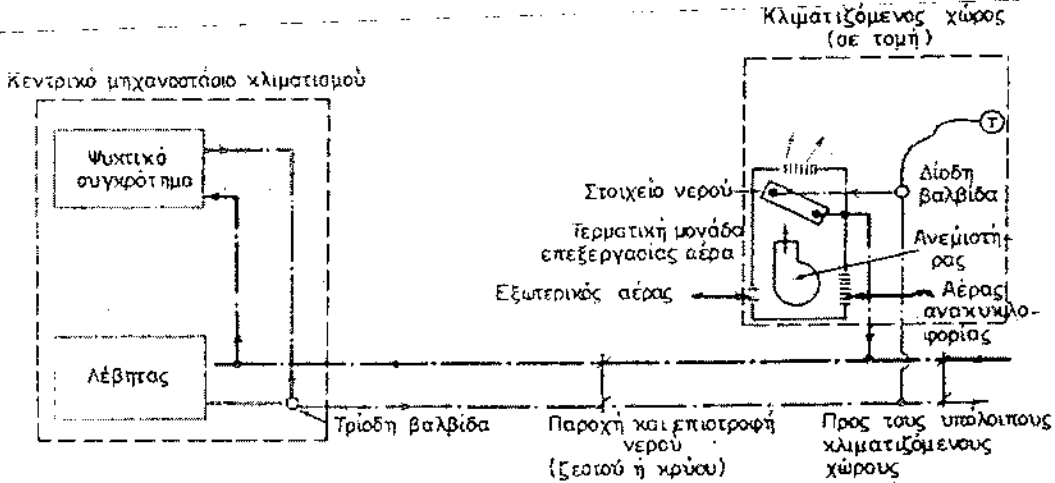 Κλιματιζόμενος χώρος
(σε τομή)
Κεντρικό μηχανοστάσιο κλιματισμού
Ψυκτικό
συγκρότημα
Λέβητας
Τρίοδη βαλβίδα
Στοιχείο νερού
Τερματική μονάδα
επεξεργασίας αέρα
Εξωτερικός αέρας
T
Δίοδη
βαλβίδα
Ανεμιστή-
ρας
Αέρας
ανακυκλο-
φορίας
Παροχή και επιστροφή
νερού
(ζεστού ή κρύου)
Προς τους υπόλοιπους
κλιματιζόμενους
χώρους